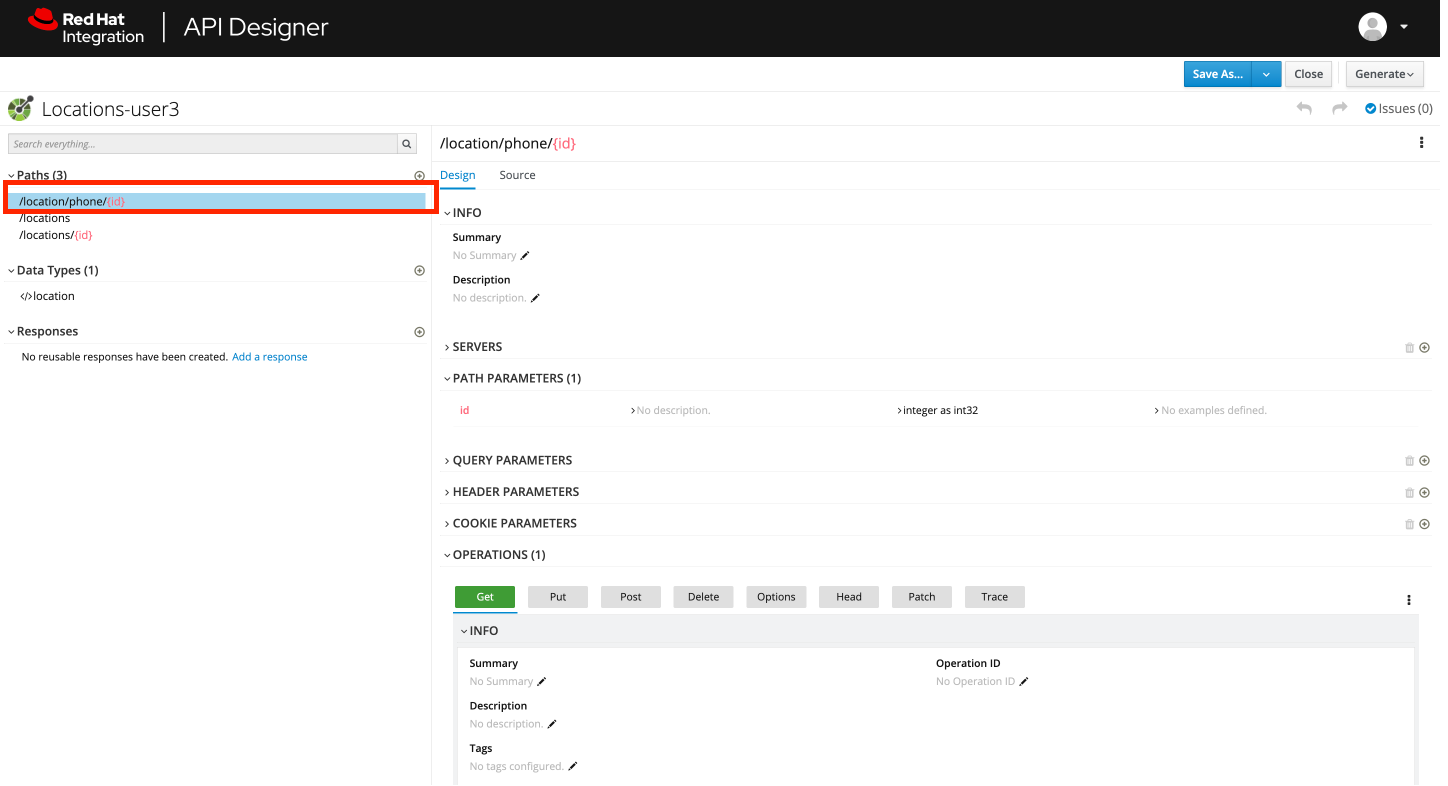 Red Hat
Integration
API Designer
Save As...
Close
Generate
Locations-user3
Issues (0)
Search everything...
Paths (3)
/location/phone/{id}
/locations
/locations/{id}
Data Types (1)
</>location
Responses
No reusable responses have been created. Add a response
/location/phone/{id}
Design Source
INFO
Summary
No Summary
Description
No description.
SERVERS
PATH PARAMETERS (1)
id No description. integer as int32 No examples defined.
QUERY PARAMETERS
HEADER PARAMETERS
COOKIE PARAMETERS
OPERATIONS (1)
Get Put Post Delete Options Head Patch Trace
INFO
Summary Operation ID
No Summary No Operation ID
Description
No description.
Tags
No tags configured.